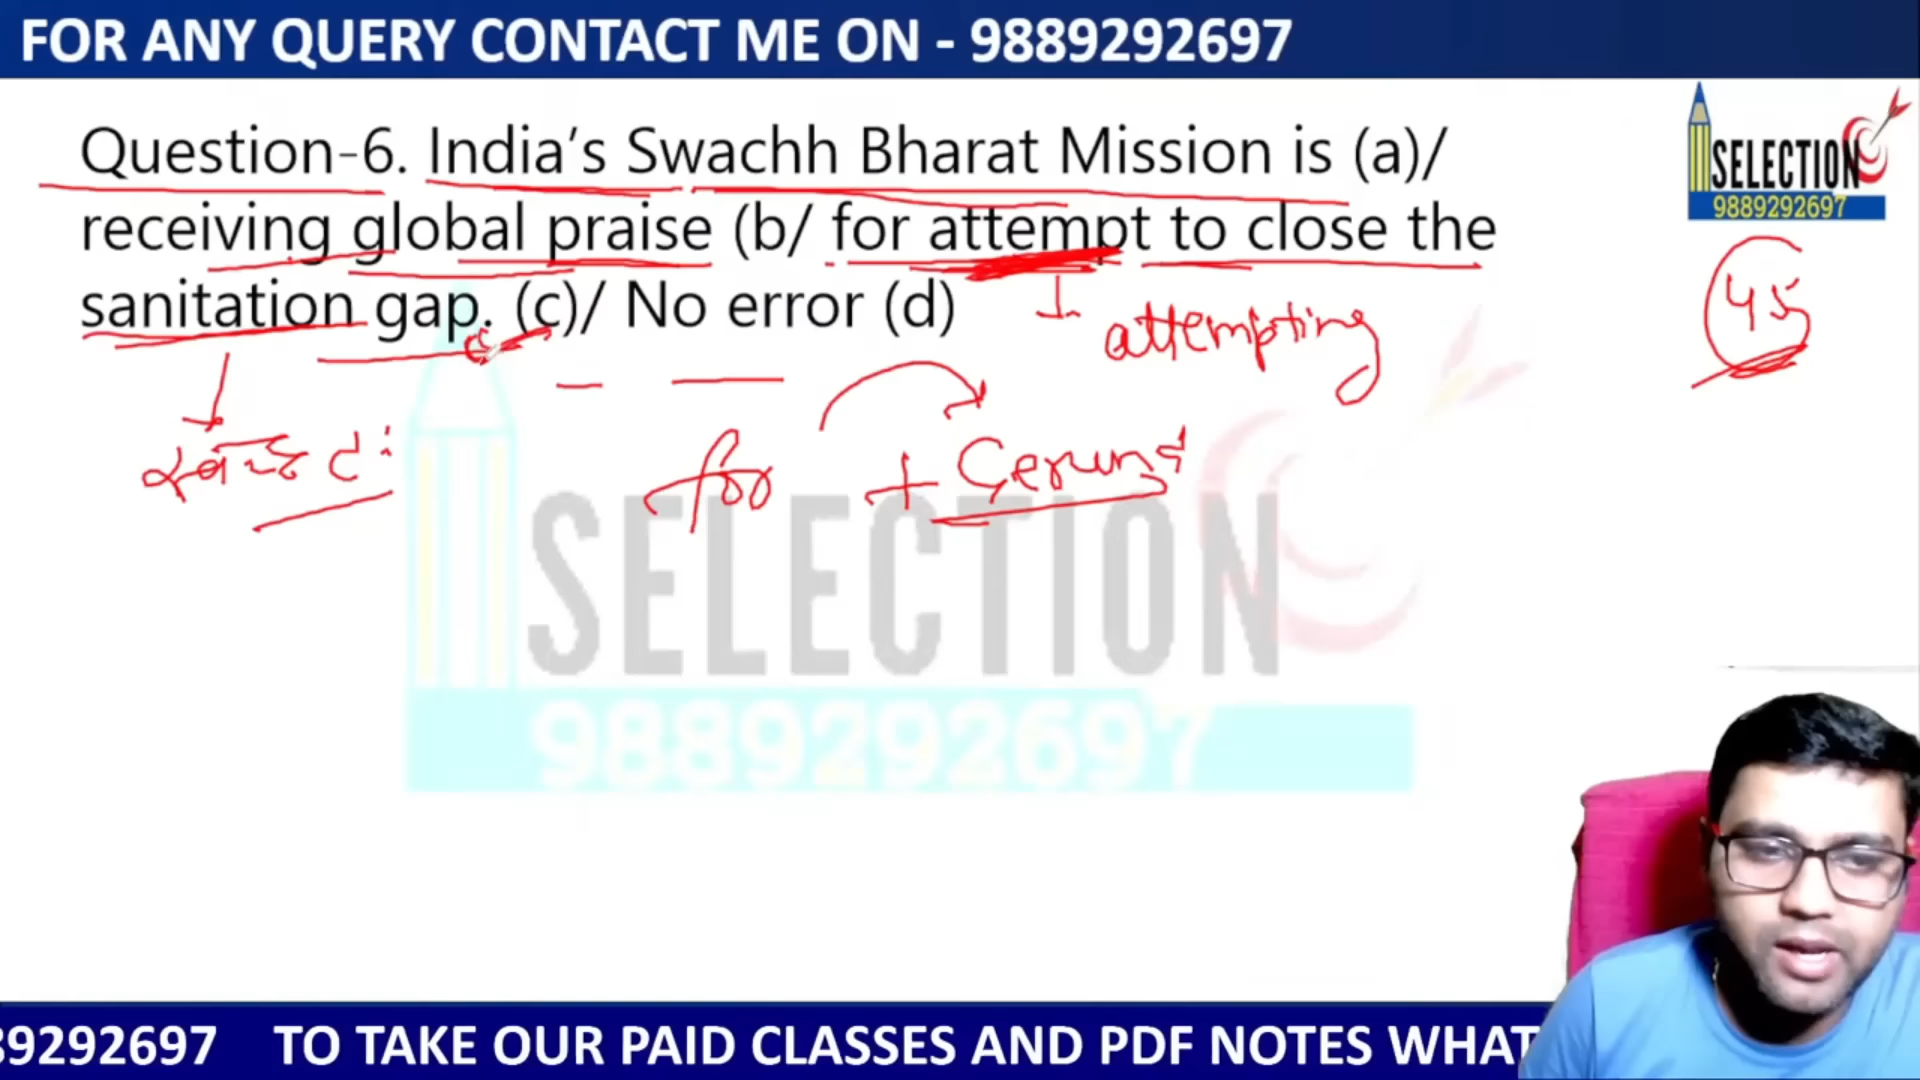 FOR ANY QUERY CONTACT ME ON - 9889292697
Question-6. India's Swachh Bharat Mission is (a)/
receiving global praise (b/ for attempt to close the
sanitation gap. (c)/ No error (d)
SELECTION
9889292697
45
attempting
for + Gerund
SELECTION
9889292697
89292697 TO TAKE OUR PAID CLASSES AND PDF NOTES WHAT